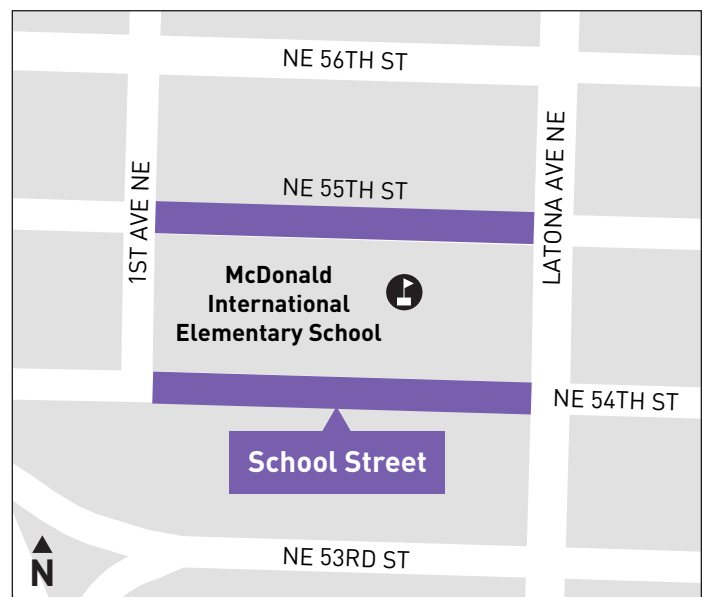 NE 56TH ST
LATONA AVE NE
1ST AVE NE
NE 55TH ST
McDonald
International
Elementary School
NE 54TH ST
School Street
NE 53RD ST
N